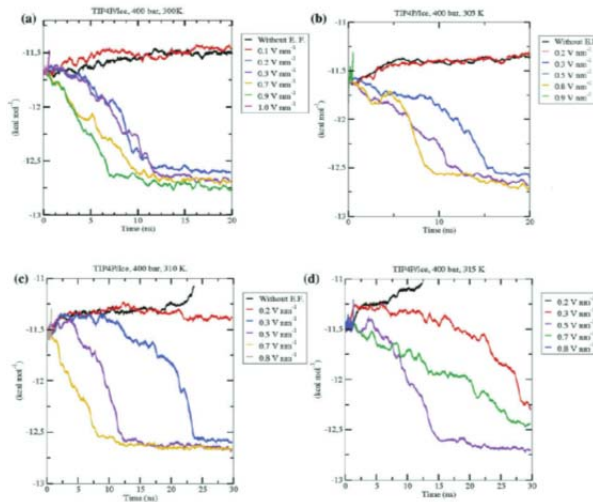 (a)
TIP4P/Ice, 400 bar, 300K
-11,5
-12
-12,5
-13
(kcal mol⁻¹)
0 5 10 15 20
Time (ns)
Without E. F.
0.1 V nm⁻¹
0.2 V nm⁻¹
0.3 V nm⁻¹
0.7 V nm⁻¹
0.9 V nm⁻¹
1.0 V nm⁻¹
(b)
TIP4P/Ice, 400 bar, 305 K
-11
-11,5
-12
-12,5
-13
(kcal mol⁻¹)
0 5 10 15 20
Time (ns)
Without E.F.
0.2 V nm⁻¹
0.3 V nm⁻¹
0.5 V nm⁻¹
0.8 V nm⁻¹
0.9 V nm⁻¹
(c)
TIP4P/Ice, 400 bar, 310 K.
-11
-11,5
-12
-12,5
-13
(kcal mol⁻¹)
0 5 10 15 20 25 30
Time (ns)
Without E.F.
0.2 V nm⁻¹
0.3 V nm⁻¹
0.5 V nm⁻¹
0.7 V nm⁻¹
0.8 V nm⁻¹
(d)
TIP4P/Ice, 400 bar, 315 K
-11
-11,5
-12
-12,5
-13
(kcal mol⁻¹)
0 5 10 15 20 25 30
Time (ns)
0.2 V nm⁻¹
0.3 V nm⁻¹
0.5 V nm⁻¹
0.7 V nm⁻¹
0.8 V nm⁻¹